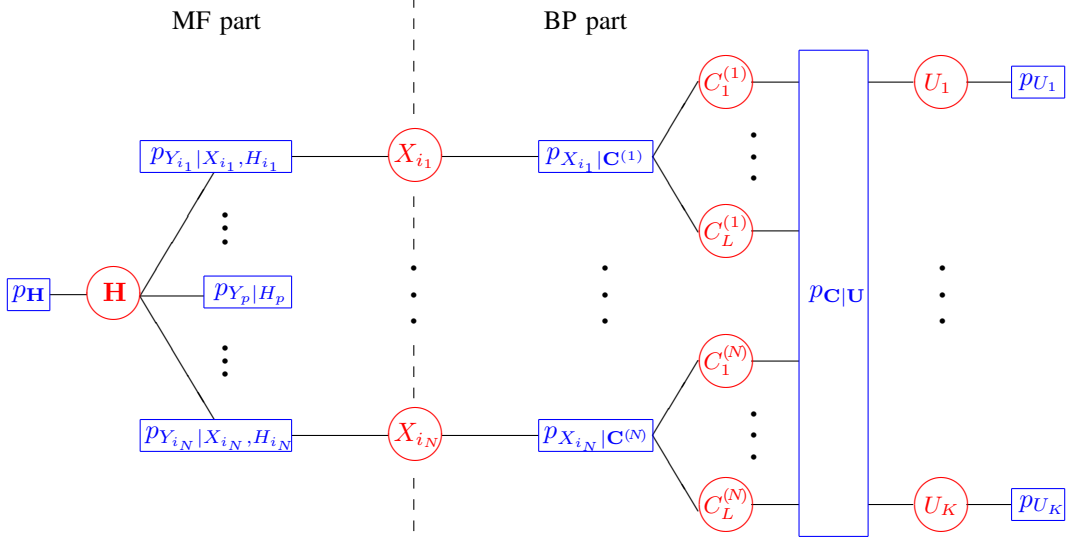 MF part
BP part
C_1^{(1)}
U_1
p_{U_1}
p_{Y_{i_1}|X_{i_1},H_{i_1}}
X_{i_1}
p_{X_{i_1}|𝐂^{(1)}}
C_L^{(1)}
p_𝐇
𝐇
p_{Y_p|H_p}
p_{𝐂|𝐔}
C_1^{(N)}
p_{Y_{i_N}|X_{i_N},H_{i_N}}
X_{i_N}
p_{X_{i_N}|𝐂^{(N)}}
C_L^{(N)}
U_K
p_{U_K}